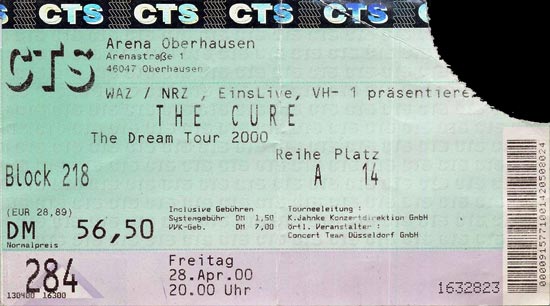 CTS CTS CTS CTS CTS
CTS
Arena Oberhausen
Arenastraße 1
46047 Oberhausen
WAZ / NRZ , EinsLive, VH- 1 präsentiere
THE CURE
The Dream Tour 2000
Reihe Platz
Block 218 A 14
(EUR 28,89)
DM 56,50
Normalpreis
Inclusive Gebühren
Systemgebühr DM 1,50
VVK-Geb. DM 7,00
Tourneeleitung :
K.Jahnke Konzertdirektion GmbH
örtl. Veranstalter :
Concert Team Düsseldorf GmbH
284
130400 16300
Freitag
28.Apr.00
20.00 Uhr
1632823
0000915771001420508024